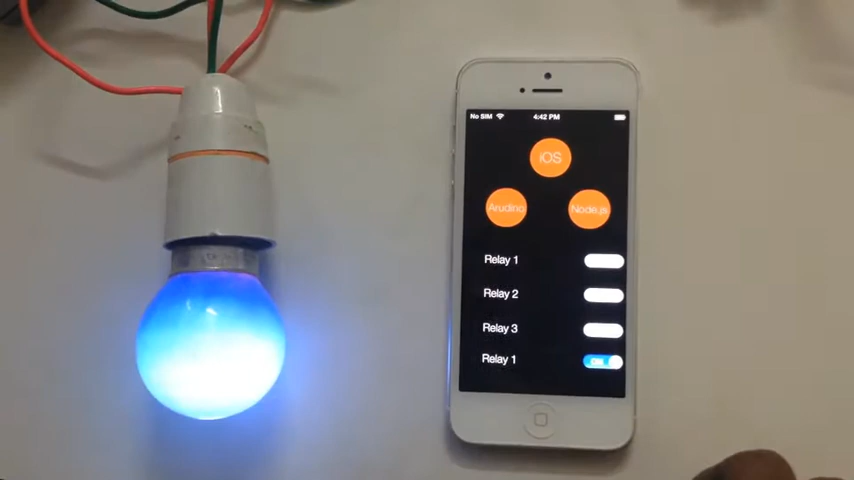 No SIM 4:42 PM
iOS
Arudino Node.js
Relay 1
Relay 2
Relay 3
Relay 1 ON